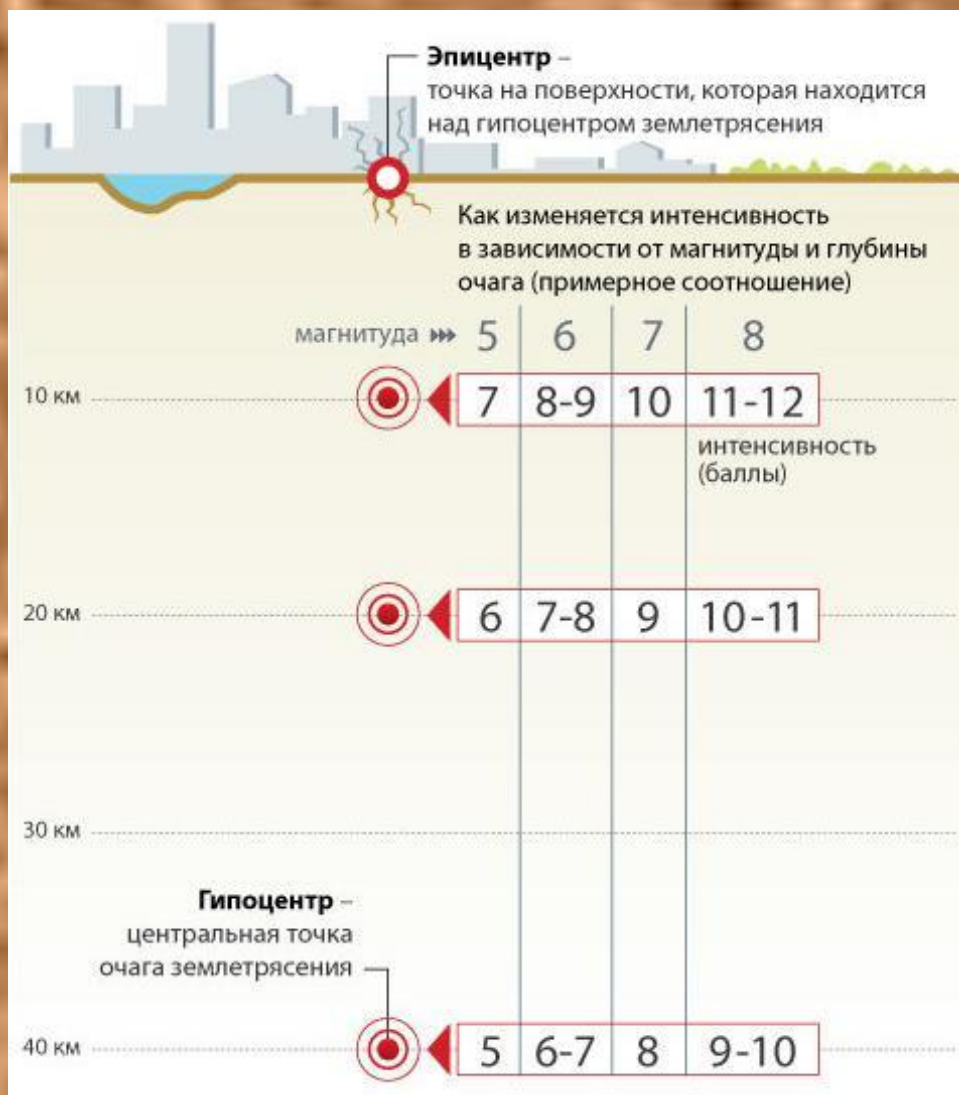 Эпицентр –
точка на поверхности, которая находится
над гипоцентром землетрясения
Как изменяется интенсивность
в зависимости от магнитуды и глубины
очага (примерное соотношение)
магнитуда 5 6 7 8
10 км 7 8-9 10 11-12
интенсивность
(баллы)
20 км 6 7-8 9 10-11
30 км
Гипоцентр –
центральная точка
очага землетрясения
40 км 5 6-7 8 9-10